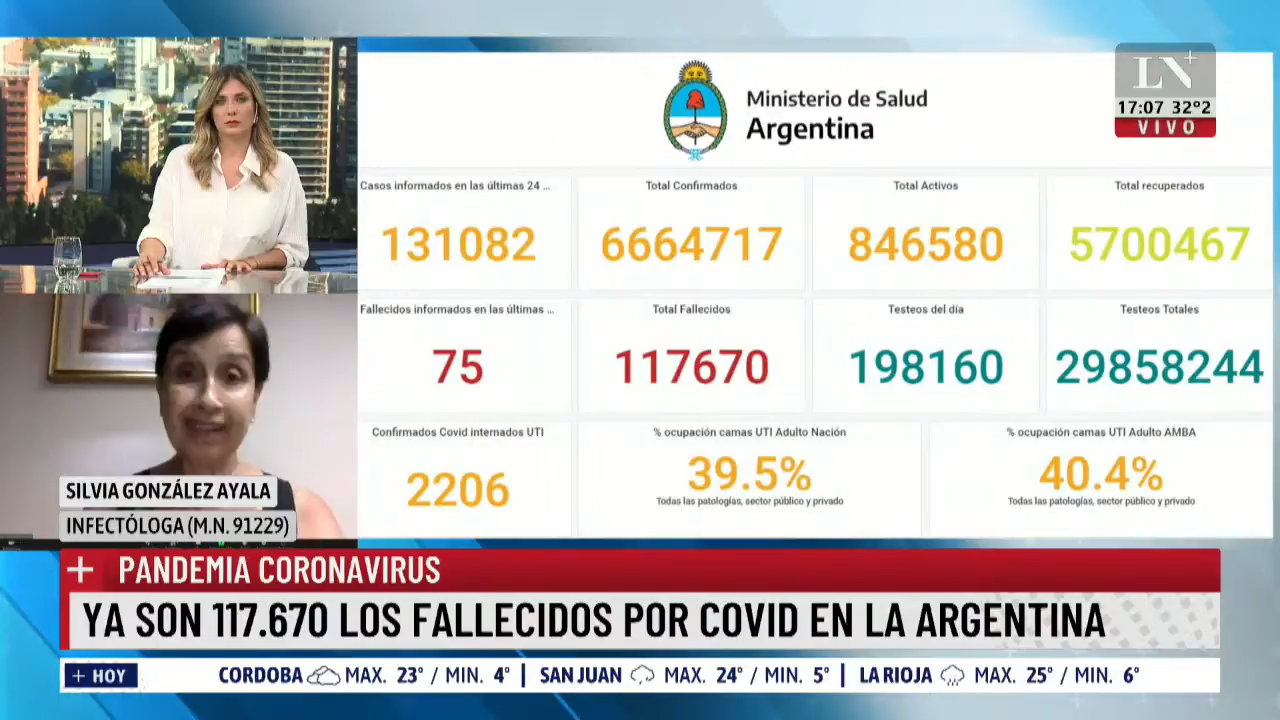 LN+
17:07 32°2
VIVO
Ministerio de Salud
Argentina
Casos informados en las últimas 24 ...
131082
Total Confirmados
6664717
Total Activos
846580
Total recuperados
5700467
Fallecidos informados en las últimas ...
75
Total Fallecidos
117670
Testeos del día
198160
Testeos Totales
29858244
Confirmados Covid internados UTI
2206
% ocupación camas UTI Adulto Nación
39.5%
Todas las patologías, sector público y privado
% ocupación camas UTI Adulto AMBA
40.4%
Todas las patologías, sector público y privado
SILVIA GONZÁLEZ AYALA
INFECTÓLOGA (M.N. 91229)
+ PANDEMIA CORONAVIRUS
YA SON 117.670 LOS FALLECIDOS POR COVID EN LA ARGENTINA
+ HOY
CORDOBA MAX. 23° / MIN. 4° | SAN JUAN MAX. 24° / MIN. 5° | LA RIOJA MAX. 25° / MIN. 6°